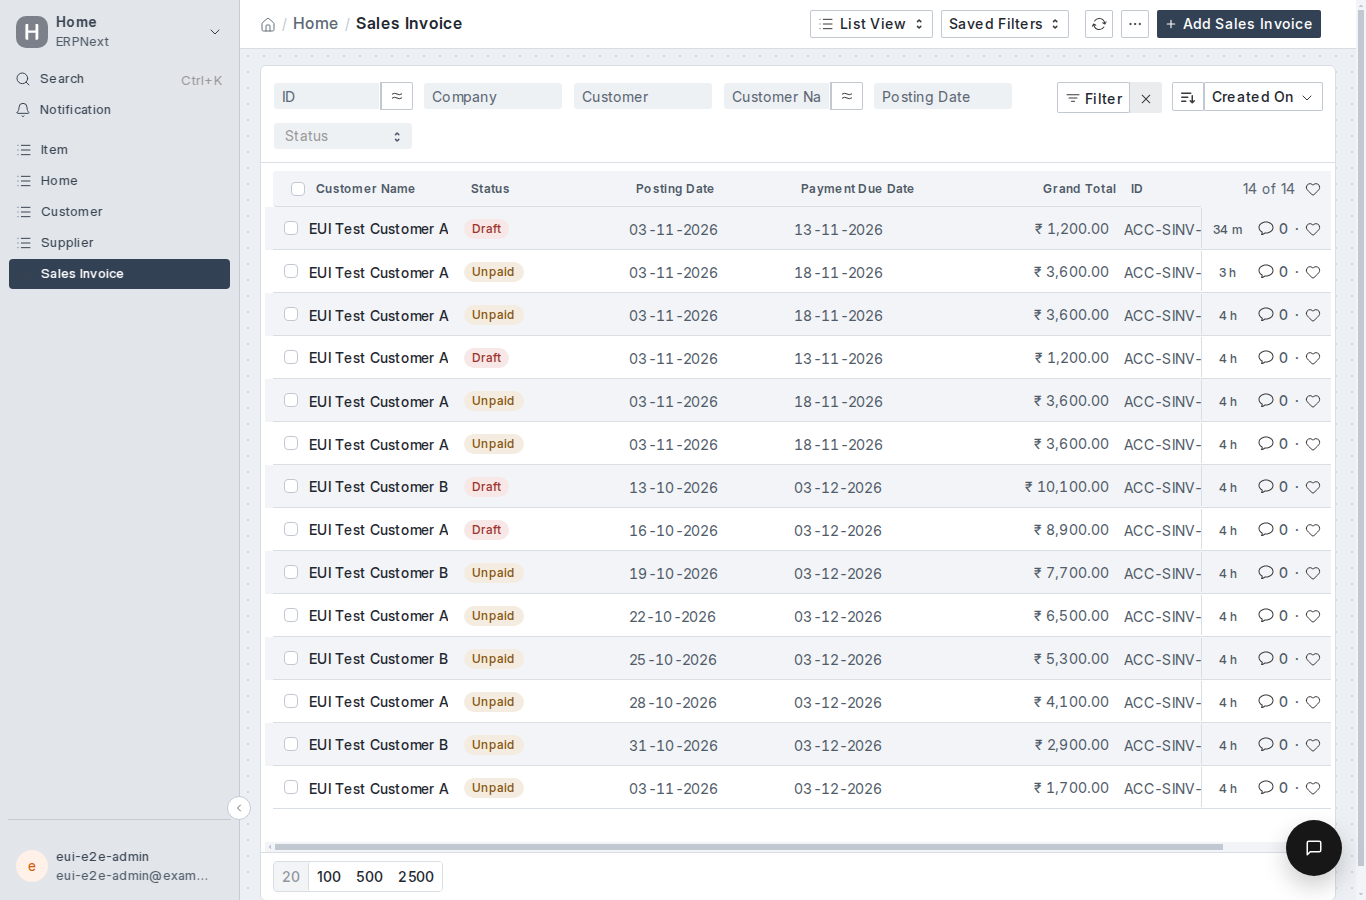 Home
ERPNext
Search Ctrl+K
Notification
Item
Home
Customer
Supplier
Sales Invoice
eui-e2e-admin
eui-e2e-admin@exam...
e
H
/ Home / Sales Invoice
List View
Saved Filters
+ Add Sales Invoice
ID
Company
Customer
Customer Na
Posting Date
Filter
Created On
Status
Customer Name Status Posting Date Payment Due Date Grand Total ID 14 of 14
EUI Test Customer A Draft 03-11-2026 13-11-2026 ₹ 1,200.00 ACC-SINV- 34 m 0 ·
EUI Test Customer A Unpaid 03-11-2026 18-11-2026 ₹ 3,600.00 ACC-SINV- 3 h 0 ·
EUI Test Customer A Unpaid 03-11-2026 18-11-2026 ₹ 3,600.00 ACC-SINV- 4 h 0 ·
EUI Test Customer A Draft 03-11-2026 13-11-2026 ₹ 1,200.00 ACC-SINV- 4 h 0 ·
EUI Test Customer A Unpaid 03-11-2026 18-11-2026 ₹ 3,600.00 ACC-SINV- 4 h 0 ·
EUI Test Customer A Unpaid 03-11-2026 18-11-2026 ₹ 3,600.00 ACC-SINV- 4 h 0 ·
EUI Test Customer B Draft 13-10-2026 03-12-2026 ₹ 10,100.00 ACC-SINV- 4 h 0 ·
EUI Test Customer A Draft 16-10-2026 03-12-2026 ₹ 8,900.00 ACC-SINV- 4 h 0 ·
EUI Test Customer B Unpaid 19-10-2026 03-12-2026 ₹ 7,700.00 ACC-SINV- 4 h 0 ·
EUI Test Customer A Unpaid 22-10-2026 03-12-2026 ₹ 6,500.00 ACC-SINV- 4 h 0 ·
EUI Test Customer B Unpaid 25-10-2026 03-12-2026 ₹ 5,300.00 ACC-SINV- 4 h 0 ·
EUI Test Customer A Unpaid 28-10-2026 03-12-2026 ₹ 4,100.00 ACC-SINV- 4 h 0 ·
EUI Test Customer B Unpaid 31-10-2026 03-12-2026 ₹ 2,900.00 ACC-SINV- 4 h 0 ·
EUI Test Customer A Unpaid 03-11-2026 03-12-2026 ₹ 1,700.00 ACC-SINV- 4 h 0 ·
20 100 500 2500